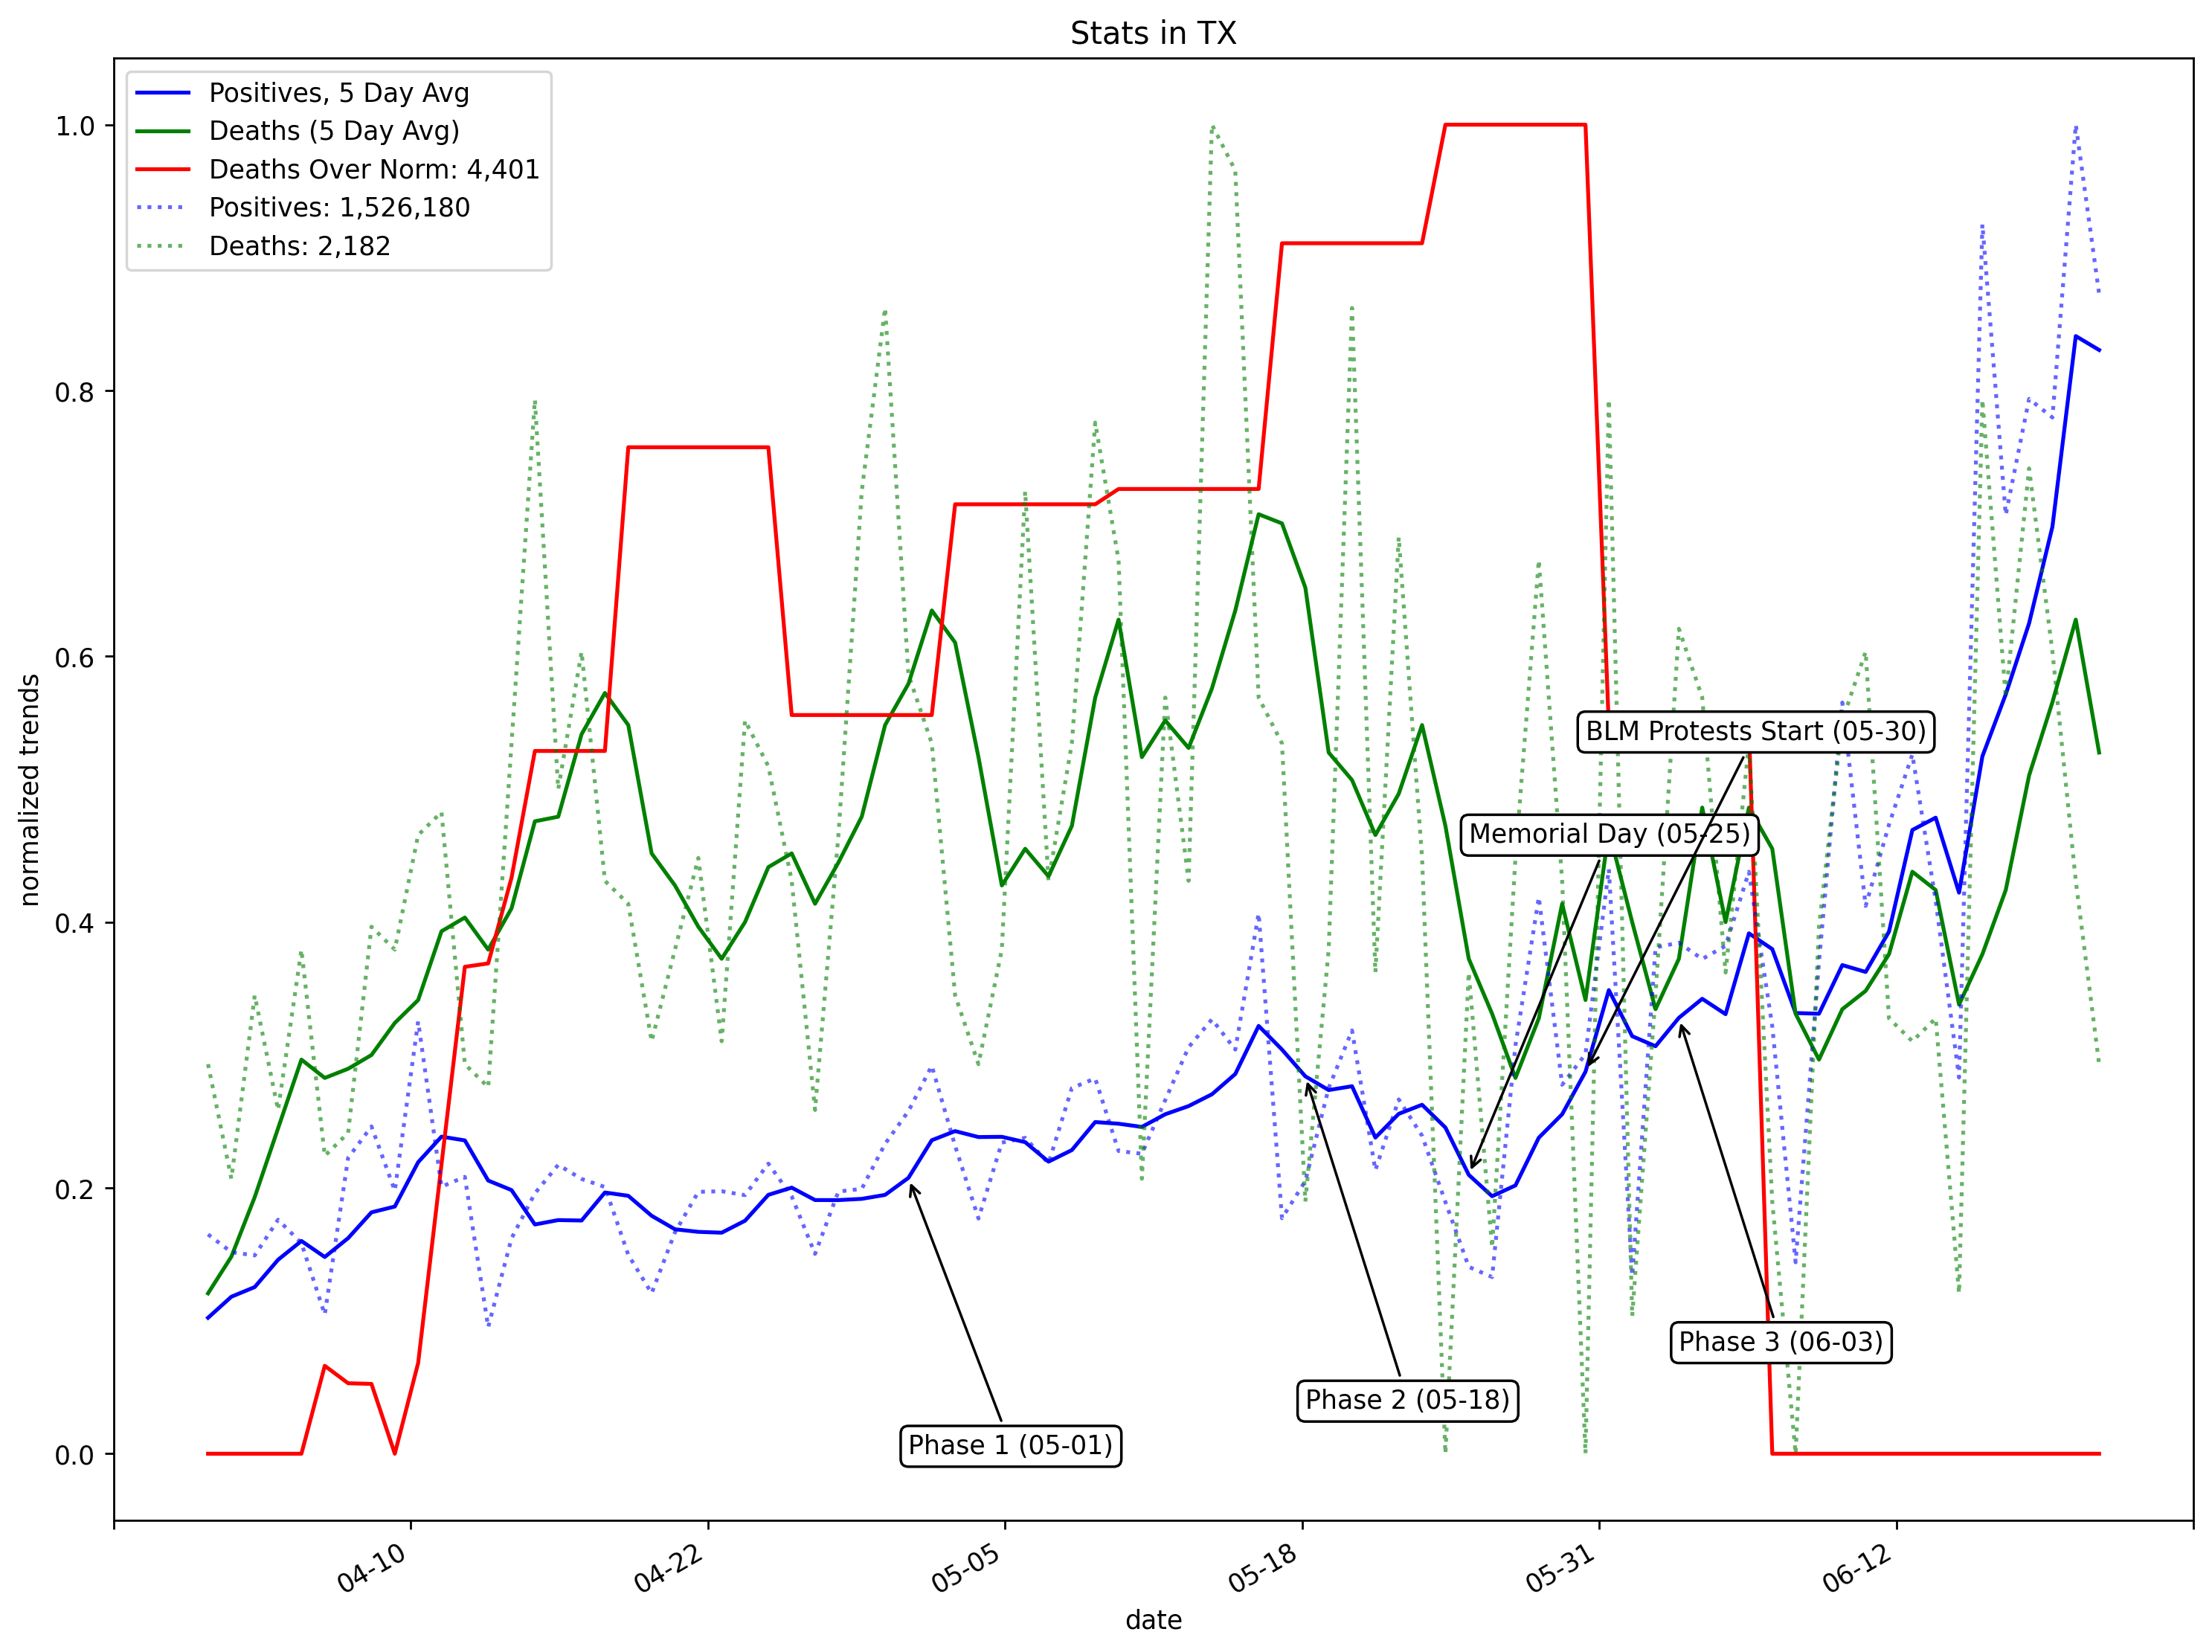 Stats in TX
Positives, 5 Day Avg
Deaths (5 Day Avg)
Deaths Over Norm: 4,401
Positives: 1,526,180
Deaths: 2,182
1.0
0.8
0.6
0.4
0.2
0.0
normalized trends
BLM Protests Start (05-30)
Memorial Day (05-25)
Phase 3 (06-03)
Phase 2 (05-18)
Phase 1 (05-01)
04-10
04-22
05-05
05-18
05-31
06-12
date